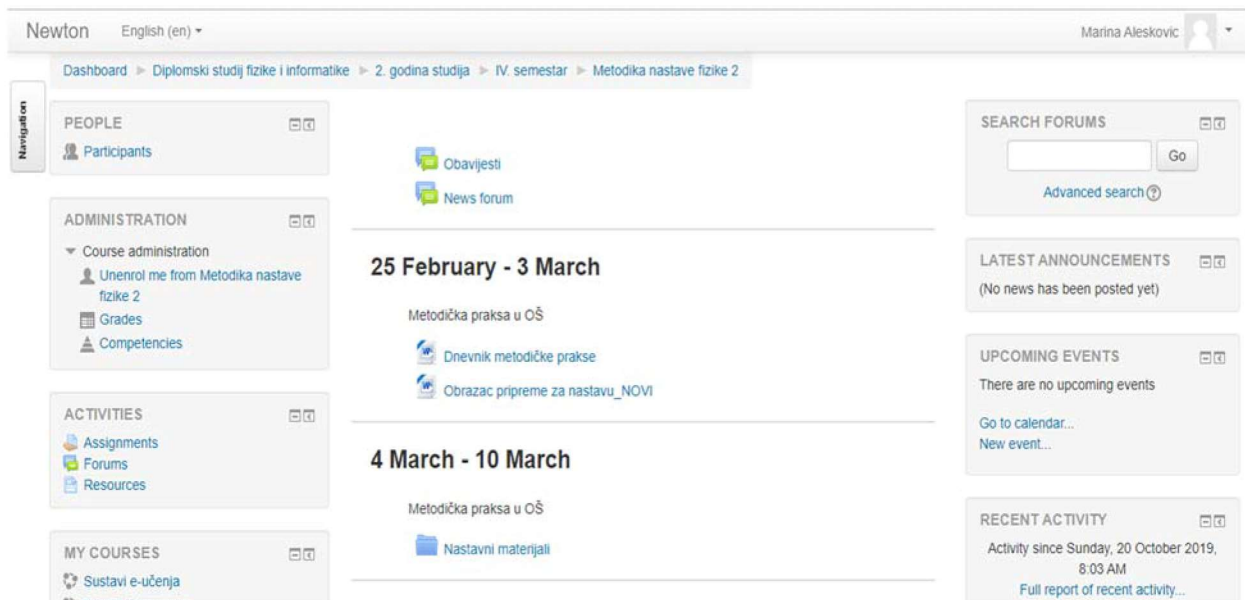 Newton
English (en)
Marina Aleskovic
Dashboard
Diplomski studij fizike i informatike
2. godina studija
IV. semestar
Metodika nastave fizike 2
Navigation
PEOPLE
Participants
ADMINISTRATION
Course administration
Unenrol me from Metodika nastave
fizike 2
Grades
Competencies
ACTIVITIES
Assignments
Forums
Resources
MY COURSES
Sustavi e-učenja
Obavijesti
News forum
25 February - 3 March
Metodička praksa u OŠ
Dnevnik metodičke prakse
Obrazac pripreme za nastavu_NOVI
4 March - 10 March
Metodička praksa u OŠ
Nastavni materijali
SEARCH FORUMS
Go
Advanced search
LATEST ANNOUNCEMENTS
(No news has been posted yet)
UPCOMING EVENTS
There are no upcoming events
Go to calendar...
New event...
RECENT ACTIVITY
Activity since Sunday, 20 October 2019,
8:03 AM
Full report of recent activity...